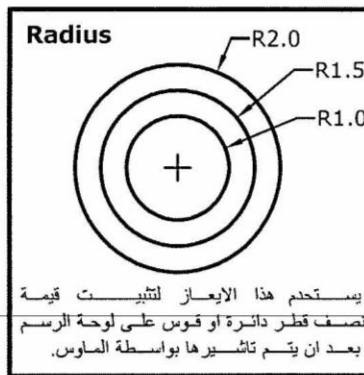 Radius
R2.0
R1.5
R1.0
يستخدم هذا الايعاز لتثبيت قيمة
نصف قطر دائرة او قوس على لوحة الرسم
بعد ان يتم تاشيرها بواسطة الماوس.